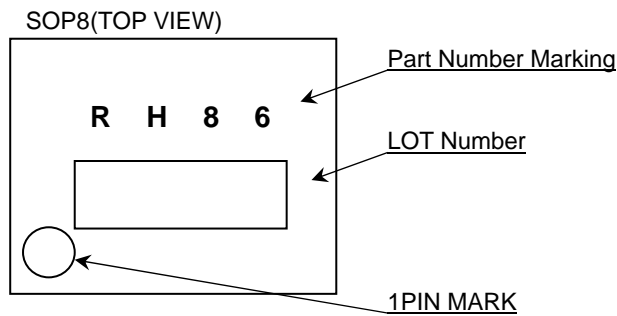 SOP8(TOP VIEW)
Part Number Marking
R H 8 6
LOT Number
1PIN MARK